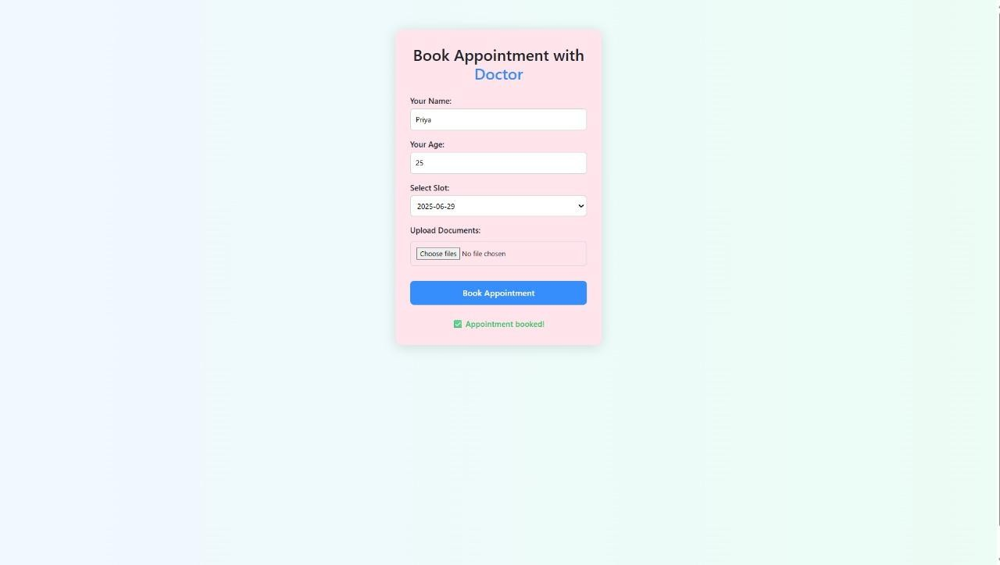 Book Appointment with
Doctor
Your Name:
Priya
Your Age:
25
Select Slot:
2025-06-29
Upload Documents:
Choose files No file chosen
Book Appointment
✅ Appointment booked!